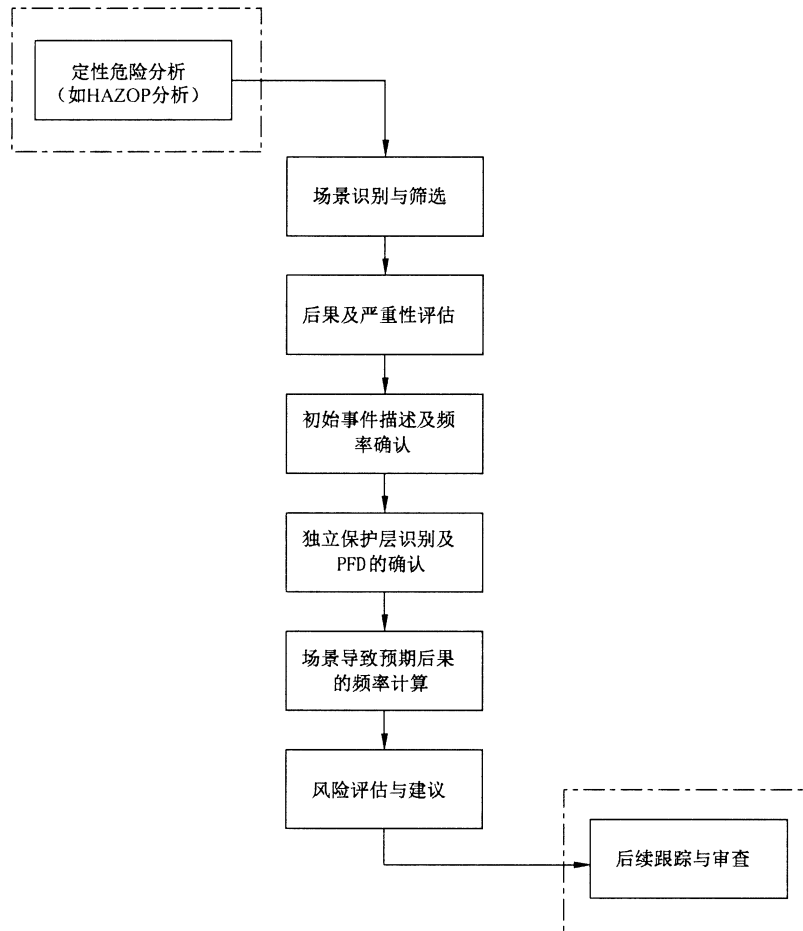 定性危险分析
（如HAZOP分析）
场景识别与筛选
后果及严重性评估
初始事件描述及频
率确认
独立保护层识别及
PFD的确认
场景导致预期后果
的频率计算
风险评估与建议
后续跟踪与审查